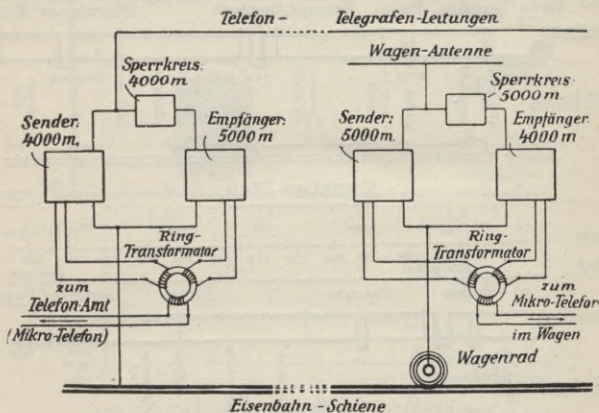 Telefon - Telegrafen-Leitungen
Wagen-Antenne
Sperrkreis:
4000 m
Sperrkreis:
5000 m
Sender:
4000 m.
Empfänger:
5000 m
Sender:
5000 m
Empfänger:
4000 m
Ring-
Transformator
Ring-
Transformator
zum
Telefon-Amt
(Mikro-Telefon)
zum
Mikro-Telefon
im Wagen
Wagenrad
Eisenbahn - Schiene